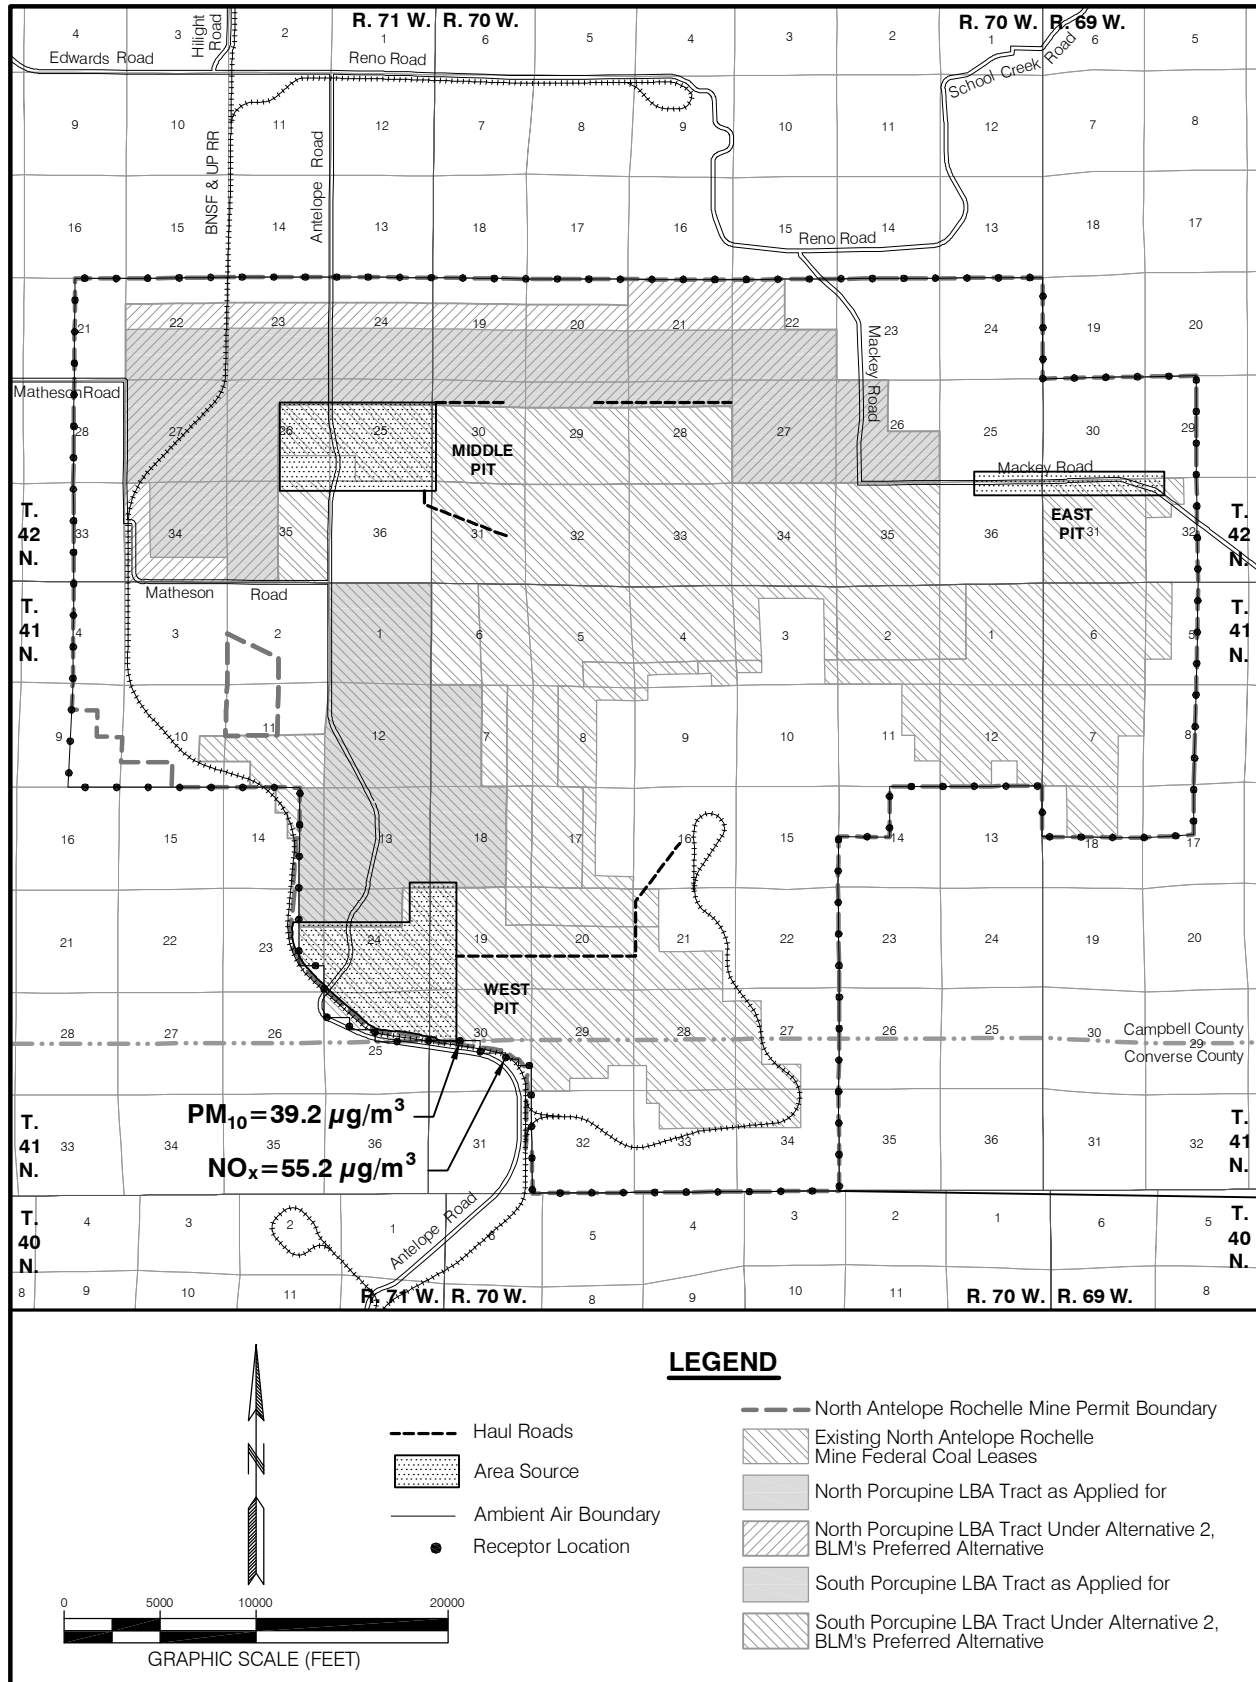 R. 71 W. R. 70 W. R. 70 W. R. 69 W.
4 3 2 1 6 5 4 3 2 1 6 5
Hilight
Road
Edwards Road
Reno Road
School Creek Road
9 10 11 12 7 8 9 10 11 12 7 8
BNSF & UP RR
Antelope Road
16 15 14 13 18 17 16 15 14 13 18 17
Reno Road
21 22 23 24 19 20 21 22 23 24 19 20
Mackey Road
Matheson Road
28 27 26 25 30 29 28 27 26 25 30 29
MIDDLE
PIT
Mackey Road
EAST
PIT
T.
42
N.
33 34 35 36 31 32 33 34 35 36 31 32
T.
42
N.
Matheson Road
T.
41
N.
4 3 2 1 6 5 4 3 2 1 6 5
T.
41
N.
9 10 11 12 7 8 9 10 11 12 7 8
16 15 14 13 18 17 16 15 14 13 18 17
21 22 23 24 19 20 21 22 23 24 19 20
WEST
PIT
28 27 26 25 30 29 28 27 26 25 30 29
Campbell County
Converse County
PM10=39.2 µg/m3
T.
41
N.
33 34 35 36 31 32 33 34 35 36 31 32
T.
41
N.
NOx=55.2 µg/m3
Antelope Road
T.
40
N.
4 3 2 1 6 5 4 3 2 1 6 5
T.
40
N.
8 9 10 11 8 9 10 11 8
R. 71 W. R. 70 W. R. 70 W. R. 69 W.
N
0 5000 10000 20000
GRAPHIC SCALE (FEET)
LEGEND
Haul Roads
Area Source
Ambient Air Boundary
Receptor Location
North Antelope Rochelle Mine Permit Boundary
Existing North Antelope Rochelle
Mine Federal Coal Leases
North Porcupine LBA Tract as Applied for
North Porcupine LBA Tract Under Alternative 2,
BLM's Preferred Alternative
South Porcupine LBA Tract as Applied for
South Porcupine LBA Tract Under Alternative 2,
BLM's Preferred Alternative